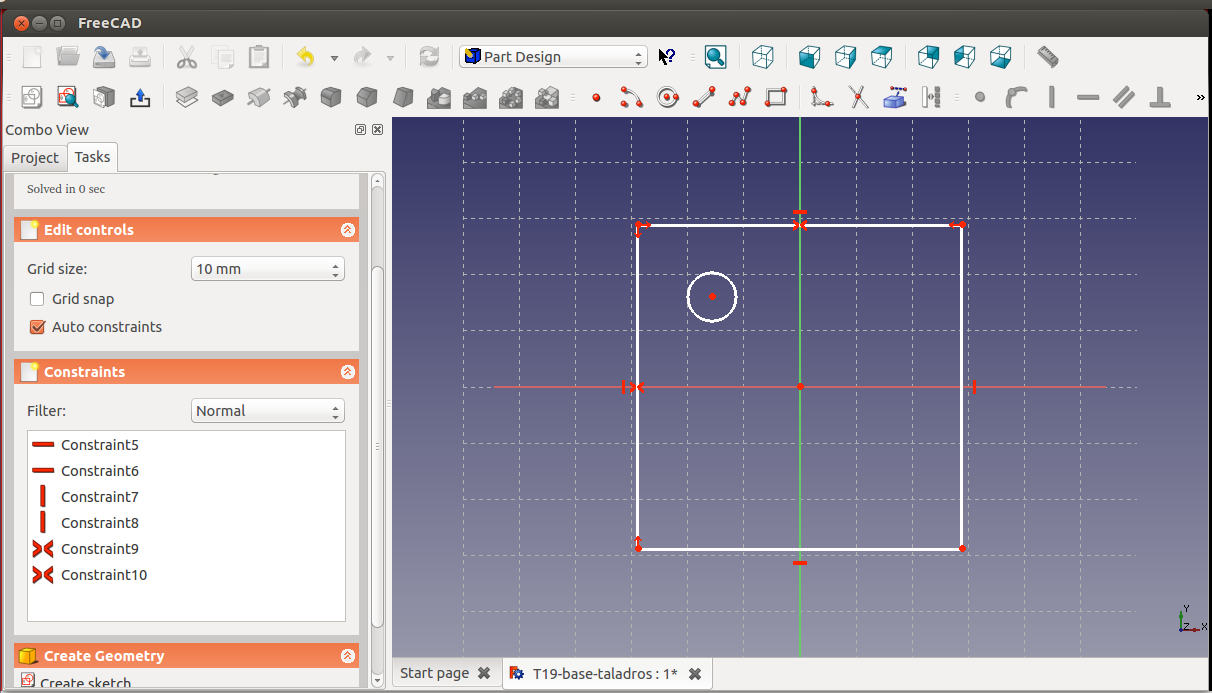 FreeCAD
Part Design
»
Combo View
Project
Tasks
Solved in 0 sec
Edit controls
Grid size:
10 mm
Grid snap
Auto constraints
Constraints
Filter:
Normal
Constraint5
Constraint6
Constraint7
Constraint8
Constraint9
Constraint10
Create Geometry
Create sketch
Y
Z
X
Start page
T19-base-taladros : 1*